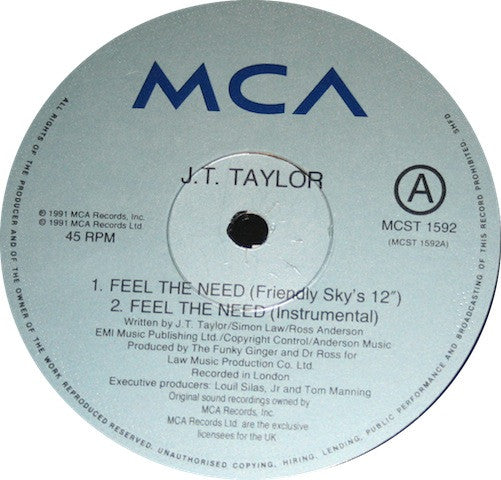 MCA
J.T. TAYLOR
A
℗ 1991 MCA Records, Inc.
© 1991 MCA Records Ltd
45 RPM
MCST 1592
(MCST 1592A)
1. FEEL THE NEED (Friendly Sky's 12")
2. FEEL THE NEED (Instrumental)
Written by J.T. Taylor/Simon Law/Ross Anderson
EMI Music Publishing Ltd./Copyright Control/Anderson Music
Produced by The Funky Ginger and Dr Ross for
Law Music Production Co. Ltd.
Recorded in London
Executive producers: Louil Silas, Jr and Tom Manning
Original sound recordings owned by
MCA Records, Inc.
MCA Records Ltd. are the exclusive
licensees for the UK
ALL RIGHTS OF THE PRODUCER AND OF THE OWNER OF THE WORK REPRODUCED RESERVED. UNAUTHORISED COPYING, HIRING, LENDING, PUBLIC PERFORMANCE AND BROADCASTING OF THIS RECORD PROHIBITED. SHFD